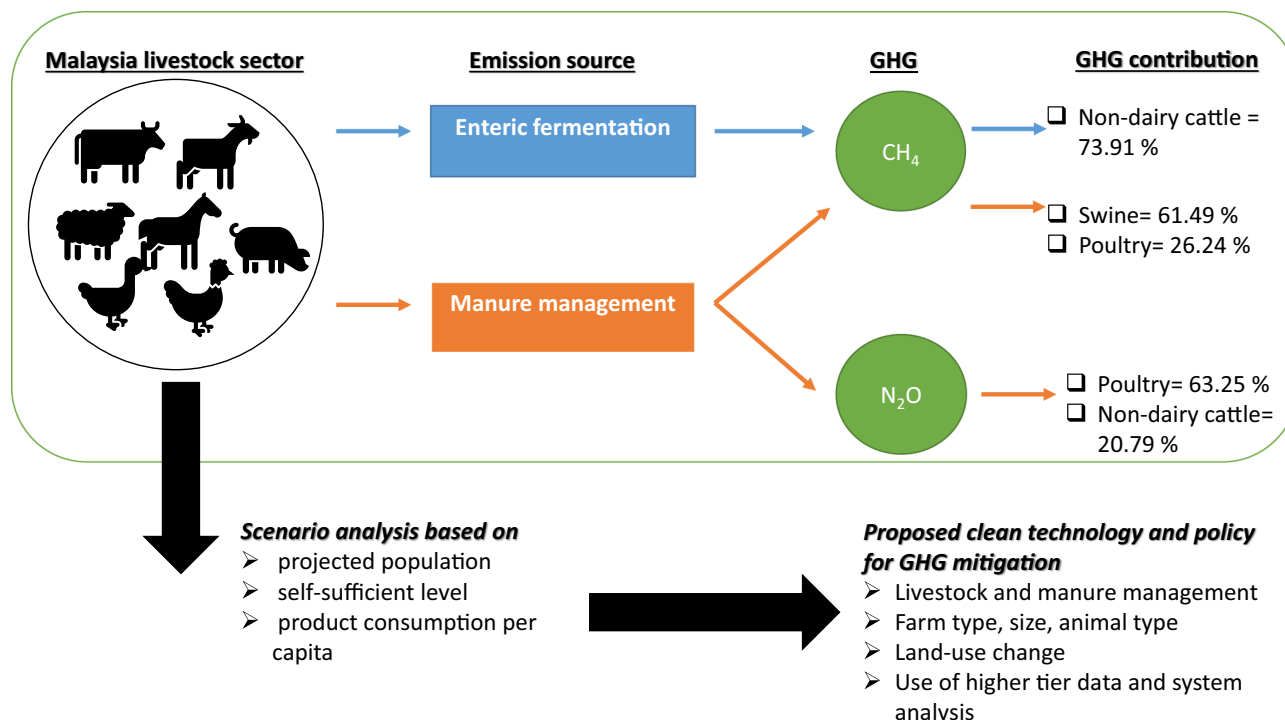 Malaysia livestock sector
Emission source
GHG
GHG contribution
Enteric fermentation
CH₄
❑ Non-dairy cattle =
73.91 %
❑ Swine= 61.49 %
❑ Poultry= 26.24 %
Manure management
N₂O
❑ Poultry= 63.25 %
❑ Non-dairy cattle=
20.79 %
Scenario analysis based on
➢ projected population
➢ self-sufficient level
➢ product consumption per
capita
Proposed clean technology and policy
for GHG mitigation
➢ Livestock and manure management
➢ Farm type, size, animal type
➢ Land-use change
➢ Use of higher tier data and system
analysis